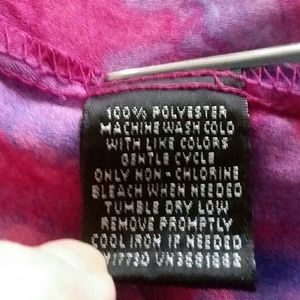 100% POLYESTER
MACHINE WASH COLD
WITH LIKE COLORS
GENTLE CYCLE
ONLY NON - CHLORINE
BLEACH WHEN NEEDED
TUMBLE DRY LOW
REMOVE PROMPTLY
COOL IRON IF NEEDED